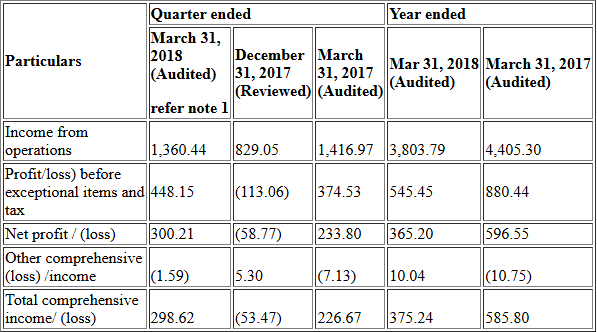 Particulars
Quarter ended
Year ended
March 31,
2018
(Audited)
refer note 1
December
31, 2017
(Reviewed)
March
31, 2017
(Audited)
Mar 31, 2018
(Audited)
March 31, 2017
(Audited)
Income from
operations
1,360.44
829.05
1,416.97
3,803.79
4,405.30
Profit/loss) before
exceptional items and
tax
448.15
(113.06)
374.53
545.45
880.44
Net profit / (loss)
300.21
(58.77)
233.80
365.20
596.55
Other comprehensive
(loss) /income
(1.59)
5.30
(7.13)
10.04
(10.75)
Total comprehensive
income/ (loss)
298.62
(53.47)
226.67
375.24
585.80